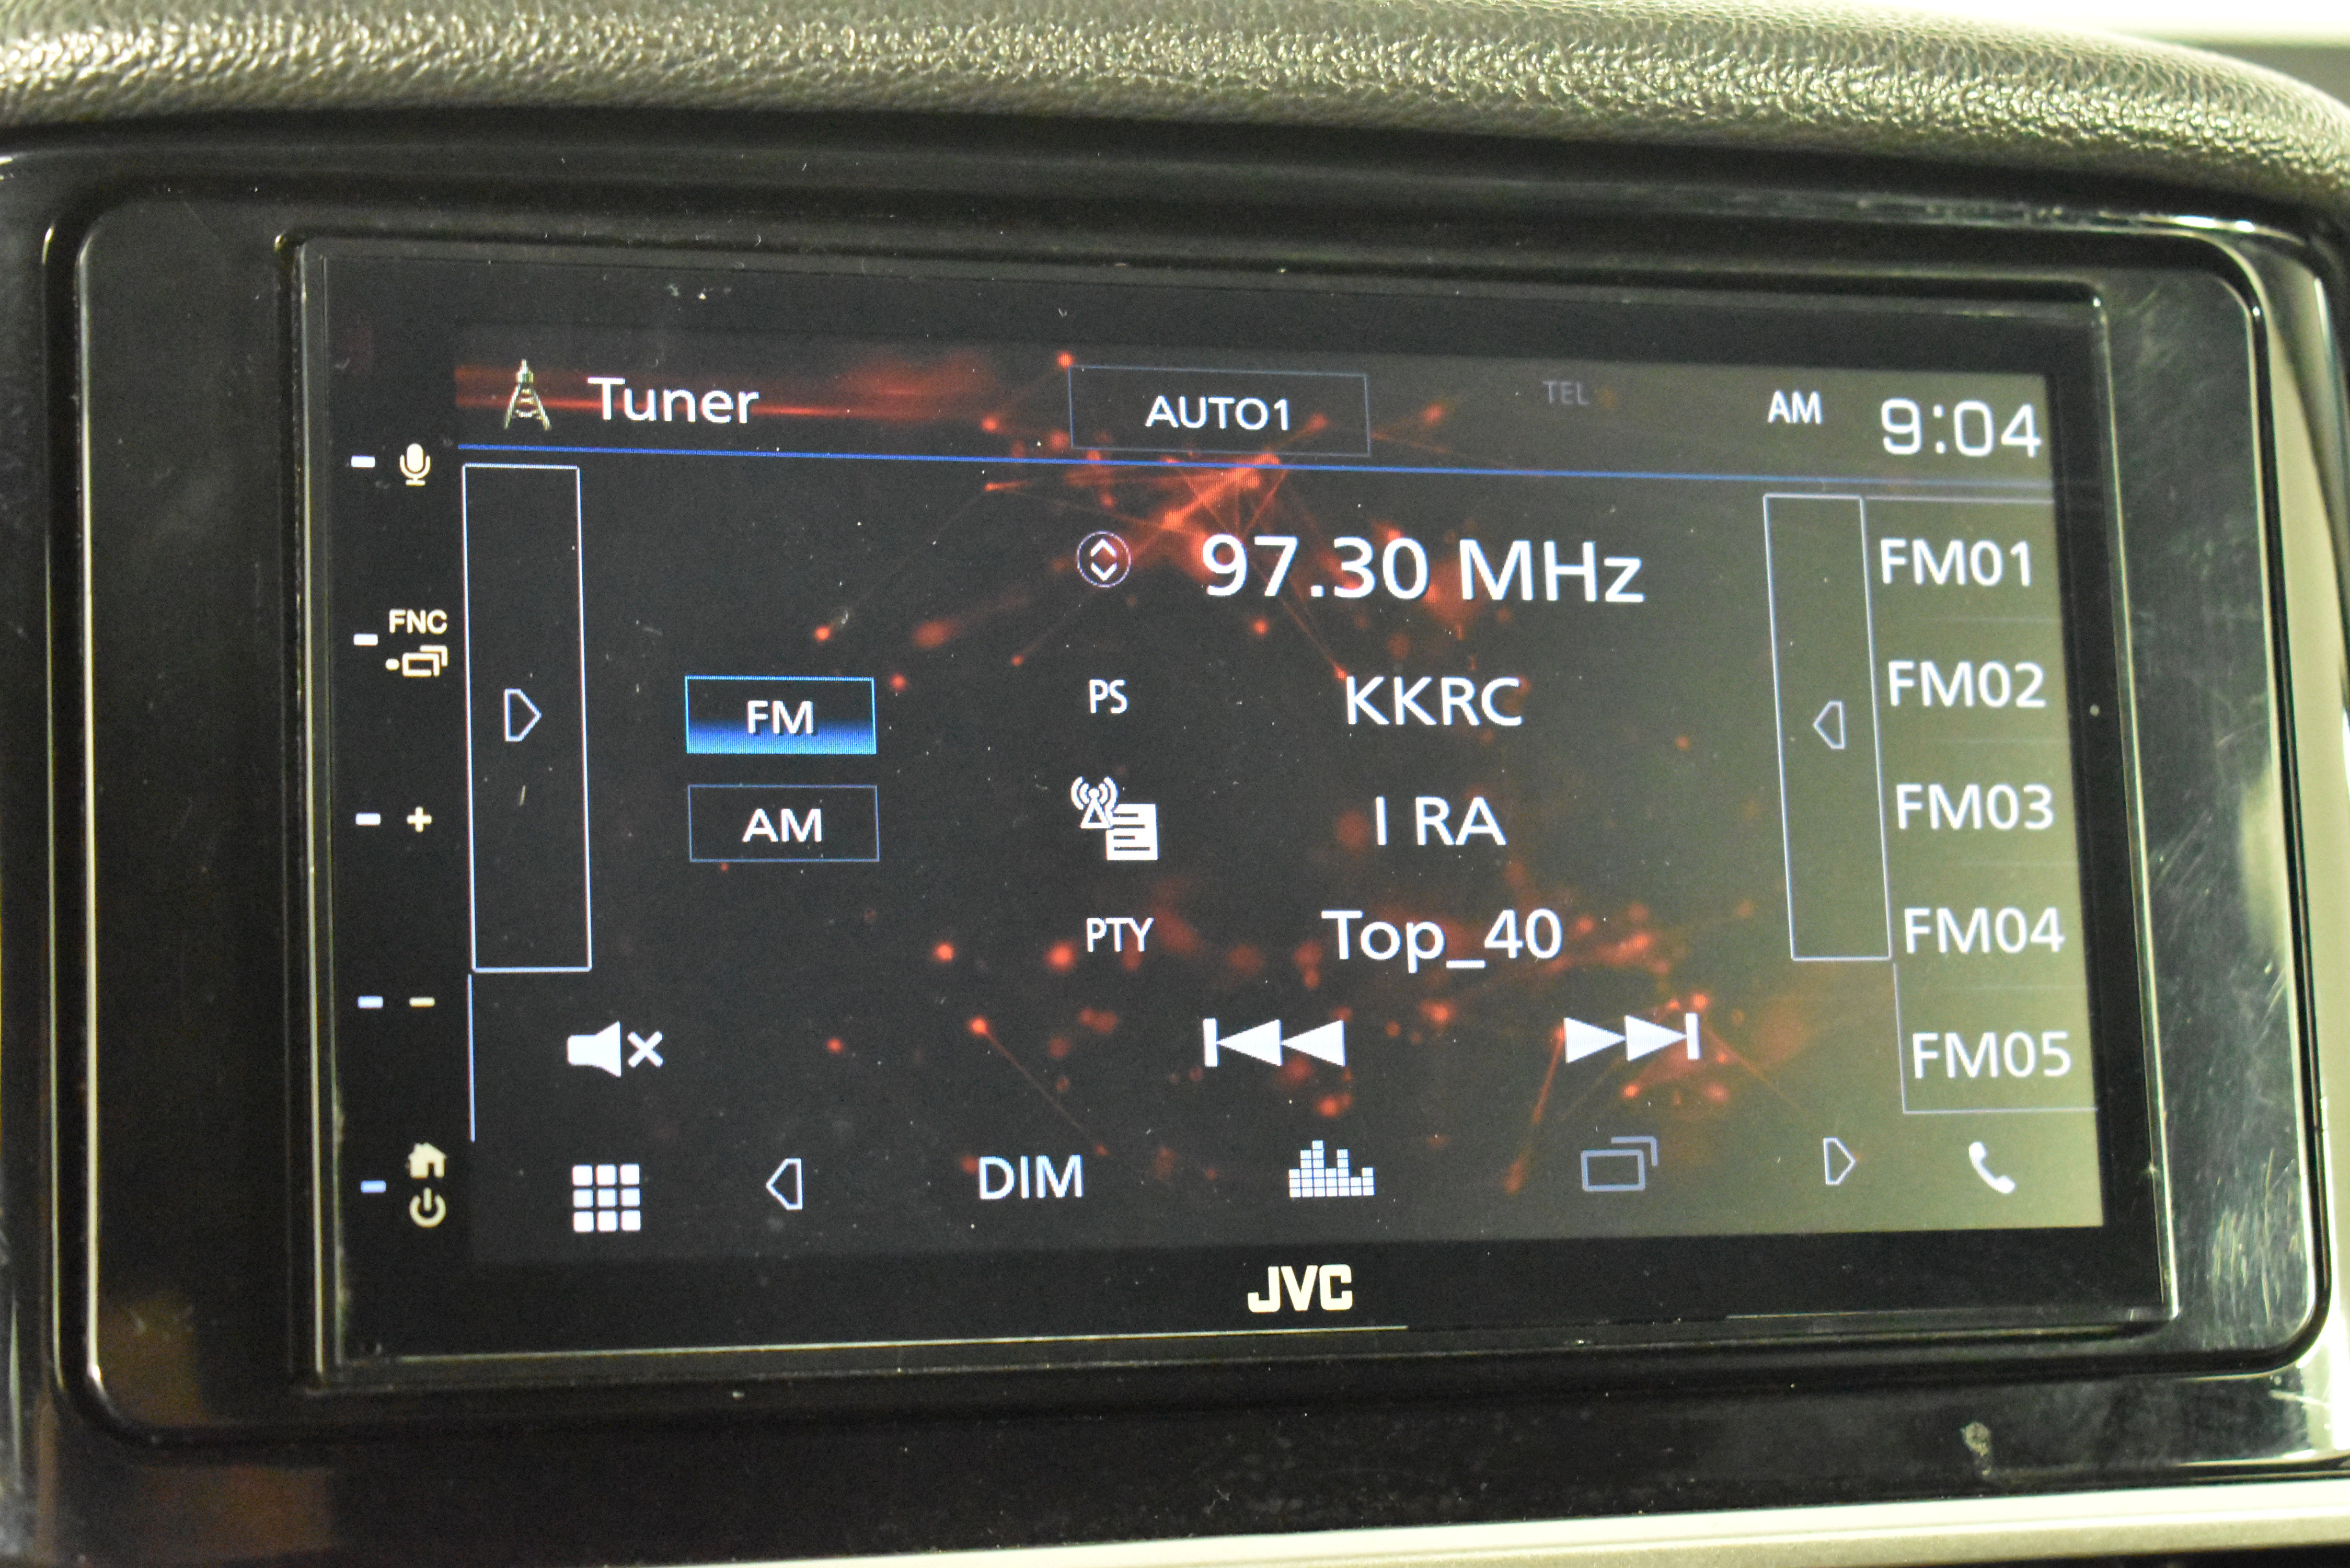 Tuner
AUTO1
TEL
AM 9:04
97.30 MHz
FM01
FNC
FM02
FM
PS
KKRC
AM
I RA
FM03
PTY
Top_40
FM04
FM05
DIM
JVC